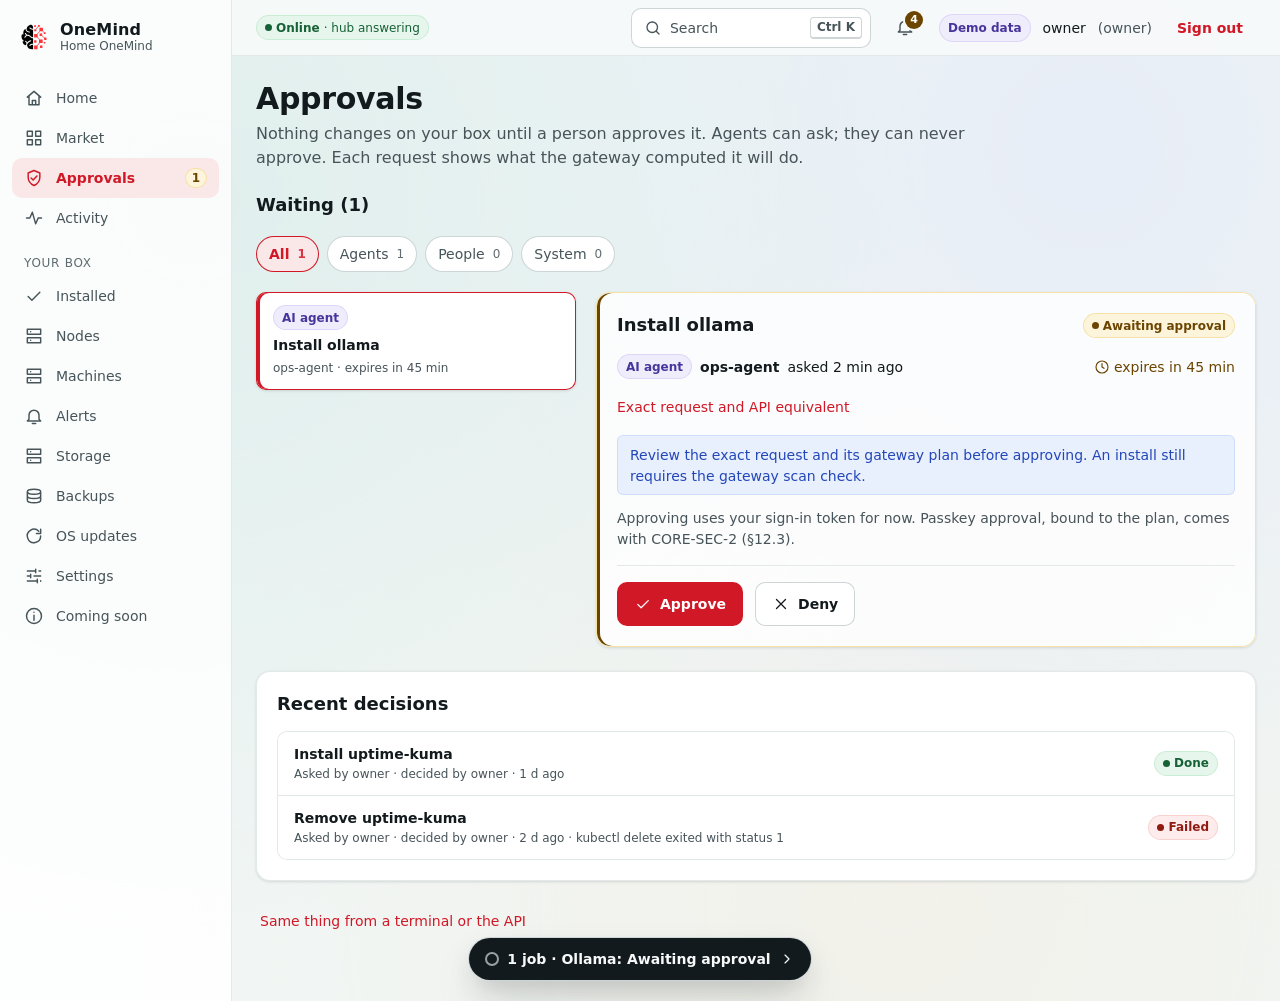 OneMind
Home OneMind
Online · hub answering
Search
Ctrl K
4
Demo data
owner
(owner)
Sign out
Home
Market
Approvals
1
Activity
YOUR BOX
Installed
Nodes
Machines
Alerts
Storage
Backups
OS updates
Settings
Coming soon
Approvals
Nothing changes on your box until a person approves it. Agents can ask; they can never
approve. Each request shows what the gateway computed it will do.
Waiting (1)
All 1
Agents 1
People 0
System 0
AI agent
Install ollama
ops-agent · expires in 45 min
Install ollama
Awaiting approval
AI agent ops-agent asked 2 min ago
expires in 45 min
Exact request and API equivalent
Review the exact request and its gateway plan before approving. An install still
requires the gateway scan check.
Approving uses your sign-in token for now. Passkey approval, bound to the plan, comes
with CORE-SEC-2 (§12.3).
Approve
Deny
Recent decisions
Install uptime-kuma
Asked by owner · decided by owner · 1 d ago
Done
Remove uptime-kuma
Asked by owner · decided by owner · 2 d ago · kubectl delete exited with status 1
Failed
Same thing from a terminal or the API
1 job · Ollama: Awaiting approval